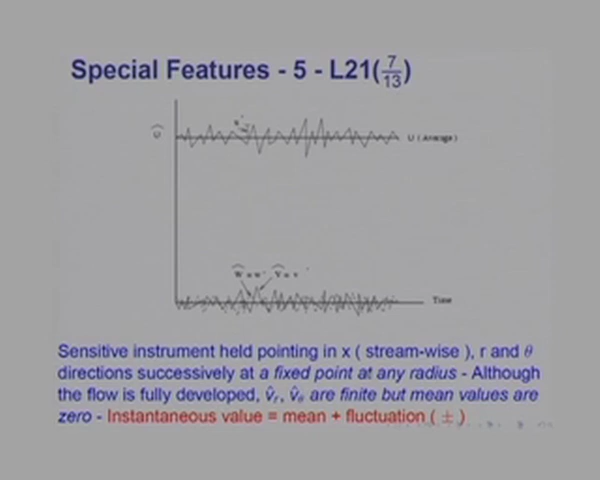 Special Features - 5 - L21(7/13)
û
u'
U (Average)
ŵ = w' v̂ = v'
Time
Sensitive instrument held pointing in x ( stream-wise ), r and θ
directions successively at a fixed point at any radius - Although
the flow is fully developed, v̂r, v̂θ are finite but mean values are
zero - Instantaneous value = mean + fluctuation ( ± )